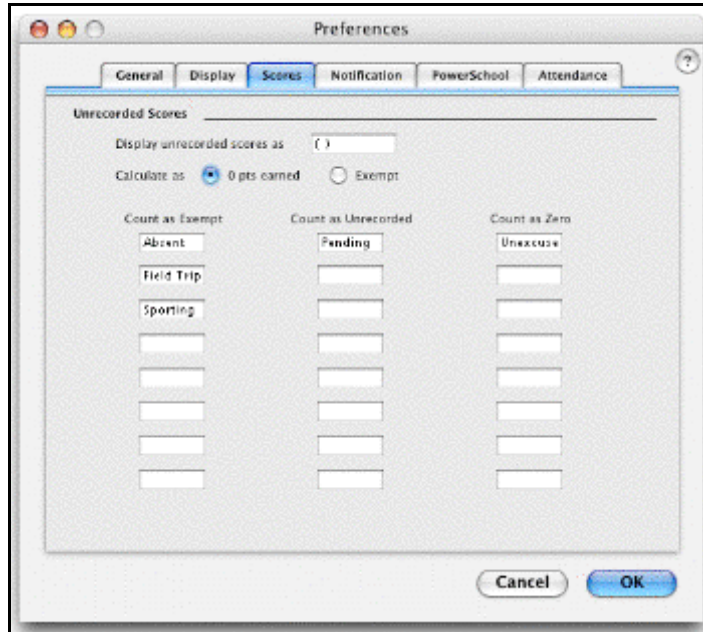 Preferences
?
General Display Scores Notification PowerSchool Attendance
Unrecorded Scores
Display unrecorded scores as ( )
Calculate as 0 pts earned Exempt
Count as Exempt Count as Unrecorded Count as Zero
Absent Pending Unexcuse
Field Trip
Sporting
Cancel OK